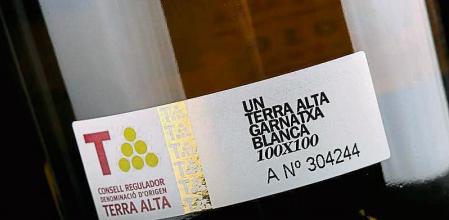 T
CONSELL REGULADOR
DENOMINACIÓ D'ORIGEN
TERRA ALTA
UN
TERRA ALTA
GARNATXA
BLANCA
100X100
A Nº 304244